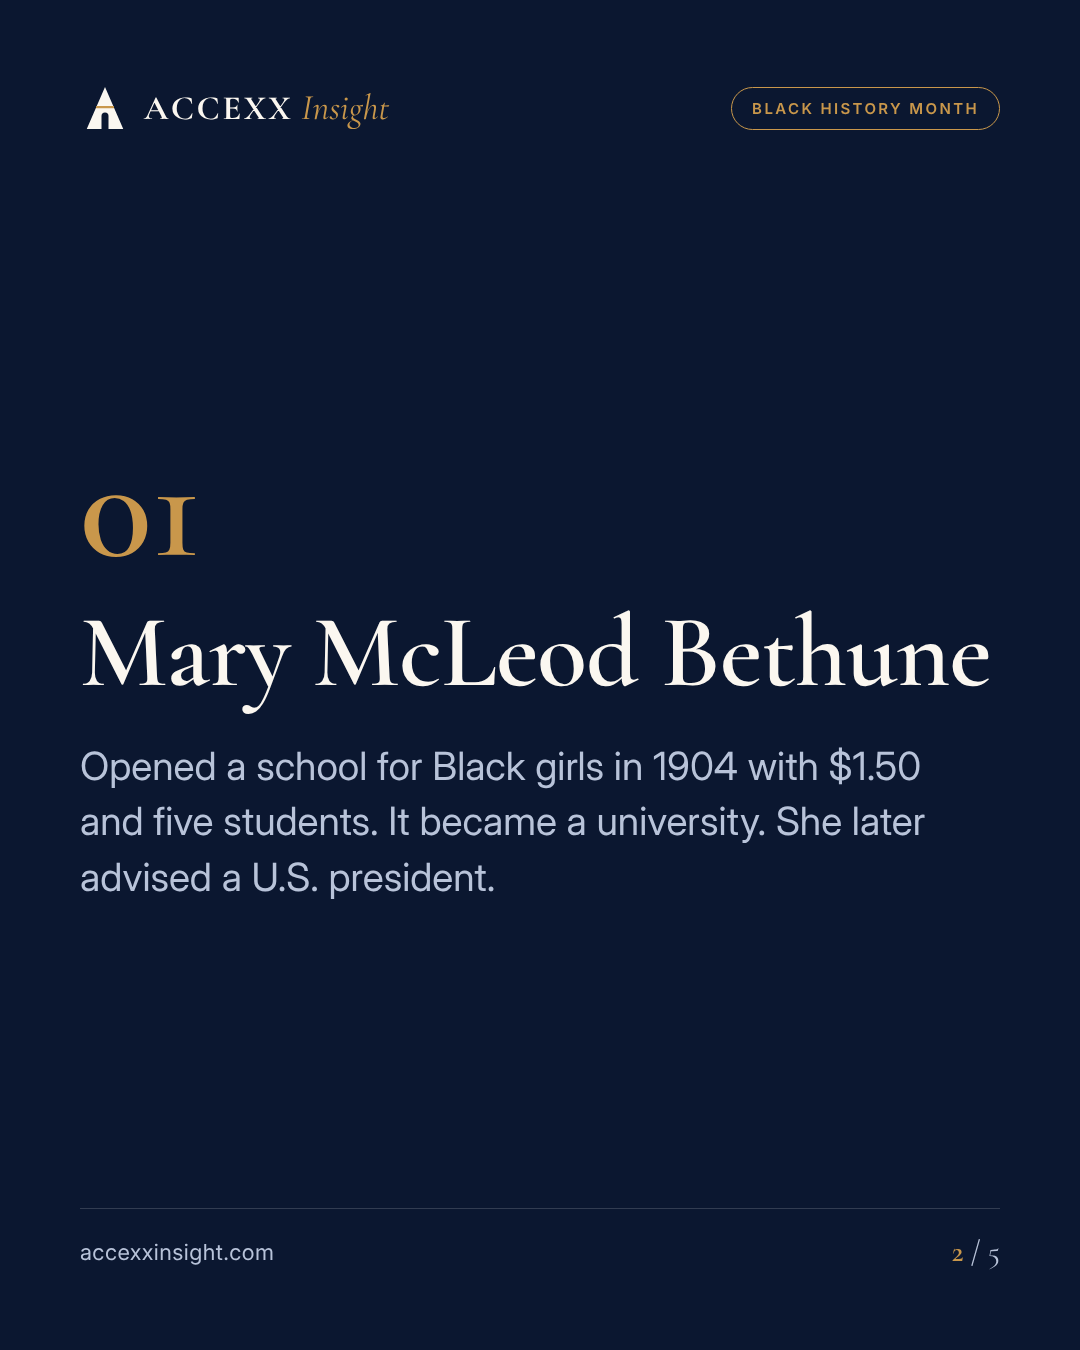 ACCEXX Insight
BLACK HISTORY MONTH
01
Mary McLeod Bethune
Opened a school for Black girls in 1904 with $1.50
and five students. It became a university. She later
advised a U.S. president.
accexxinsight.com
2 / 5